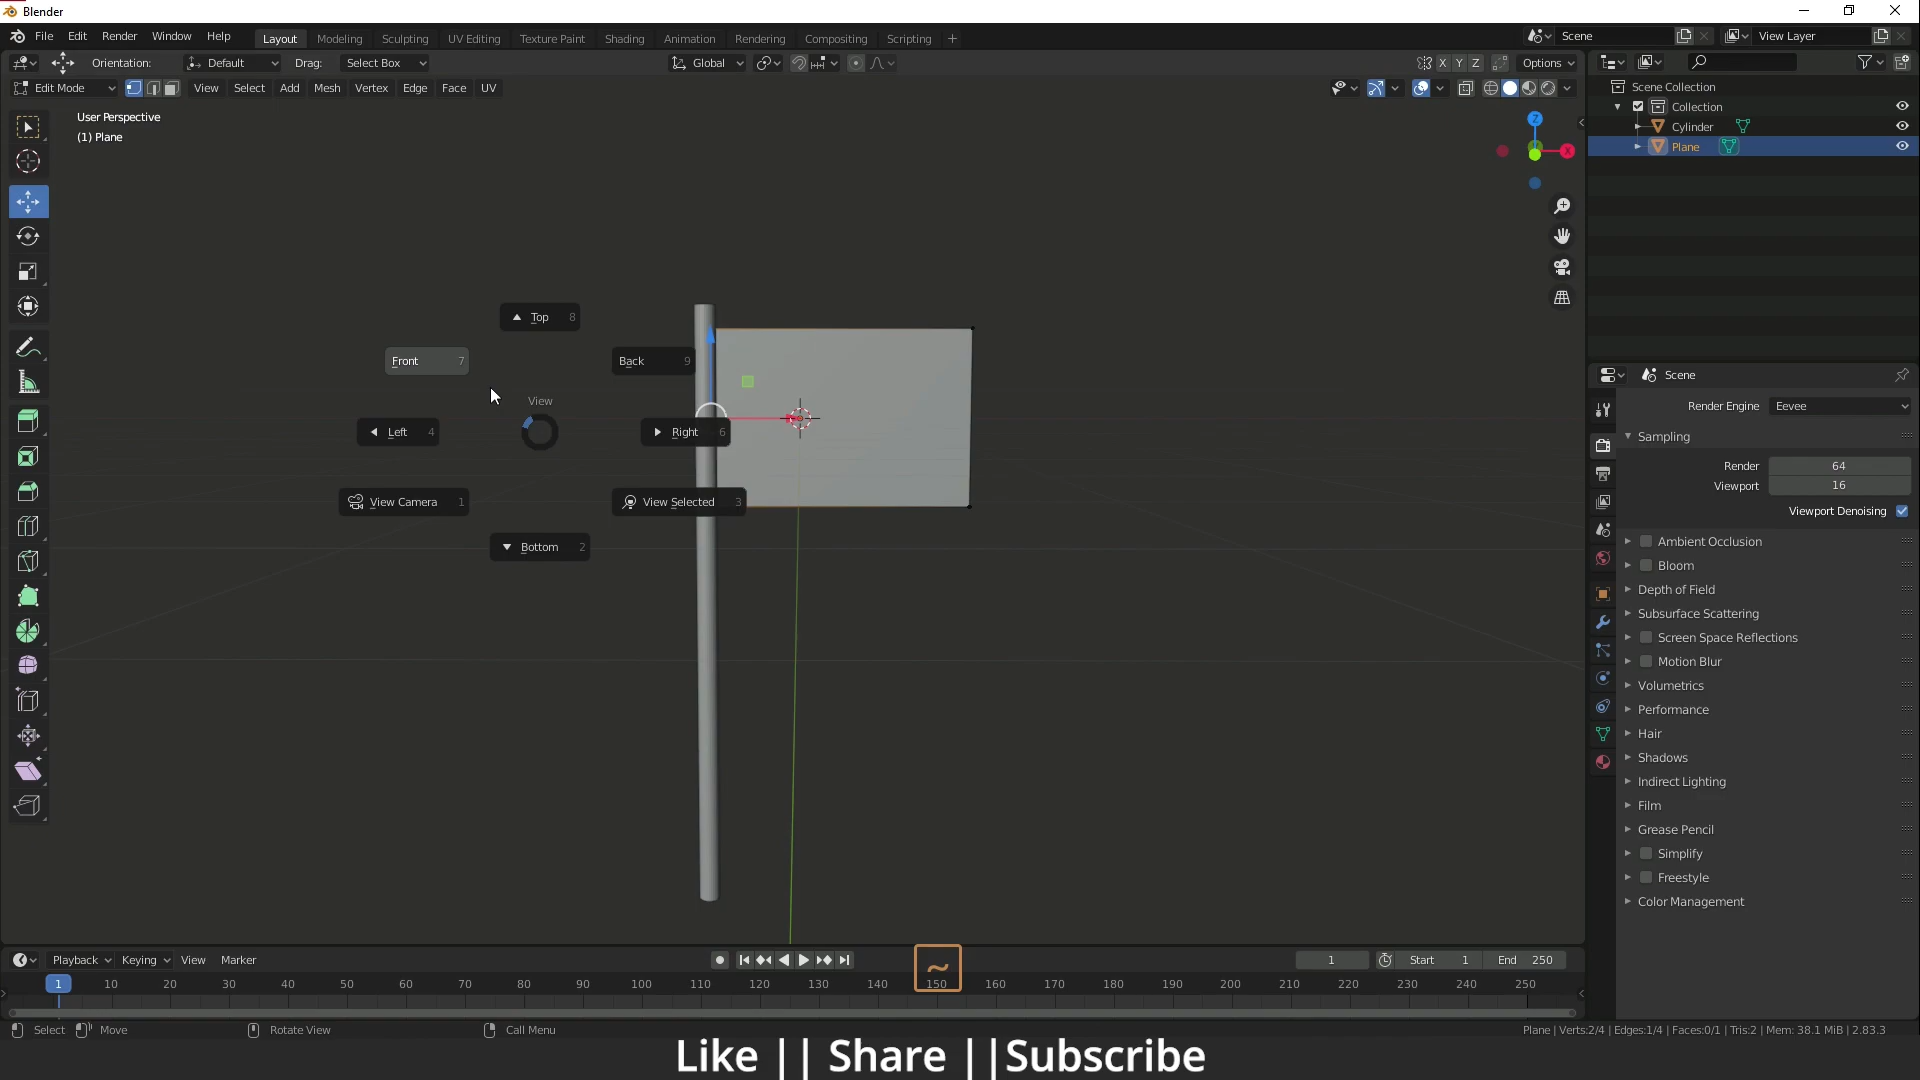 Blender
File Edit Render Window Help
Layout Modeling Sculpting UV Editing Texture Paint Shading Animation Rendering Compositing Scripting +
Scene
View Layer
Orientation: Default Drag: Select Box
Global
X Y Z Options
Edit Mode View Select Add Mesh Vertex Edge Face UV
User Perspective
(1) Plane
Z
X
Scene Collection
Collection
Cylinder
Plane
Top 8
Front 7
Back 9
View
Left 4
Right 6
View Camera 1
View Selected 3
Bottom 2
Scene
Render Engine Eevee
Sampling
Render 64
Viewport 16
Viewport Denoising
Ambient Occlusion
Bloom
Depth of Field
Subsurface Scattering
Screen Space Reflections
Motion Blur
Volumetrics
Performance
Hair
Shadows
Indirect Lighting
Film
Grease Pencil
Simplify
Freestyle
Color Management
Playback Keying View Marker
~
1 Start 1 End 250
1 10 20 30 40 50 60 70 80 90 100 110 120 130 140 150 160 170 180 190 200 210 220 230 240 250
Select Move Rotate View Call Menu
Plane | Verts:2/4 | Edges:1/4 | Faces:0/1 | Tris:2 | Mem: 38.1 MiB | 2.83.3
Like || Share ||Subscribe